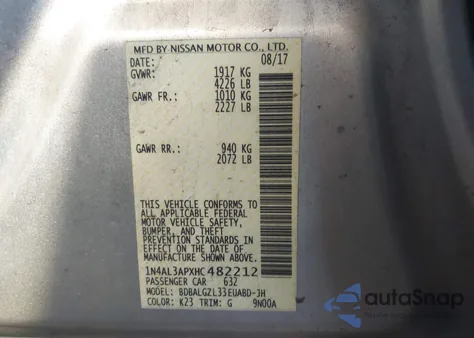 MFD BY NISSAN MOTOR CO., LTD.
DATE: 08/17
GVWR: 1917 KG
4226 LB
GAWR FR.: 1010 KG
2227 LB
GAWR RR.: 940 KG
2072 LB
THIS VEHICLE CONFORMS TO
ALL APPLICABLE FEDERAL
MOTOR VEHICLE SAFETY,
BUMPER, AND THEFT
PREVENTION STANDARDS IN
EFFECT ON THE DATE OF
MANUFACTURE SHOWN ABOVE.
1N4AL3APXHC482212
PASSENGER CAR 632
MODEL: BDBALGZL33EUABD-JH
COLOR: K23 TRIM: G 9N00A
autoSnap